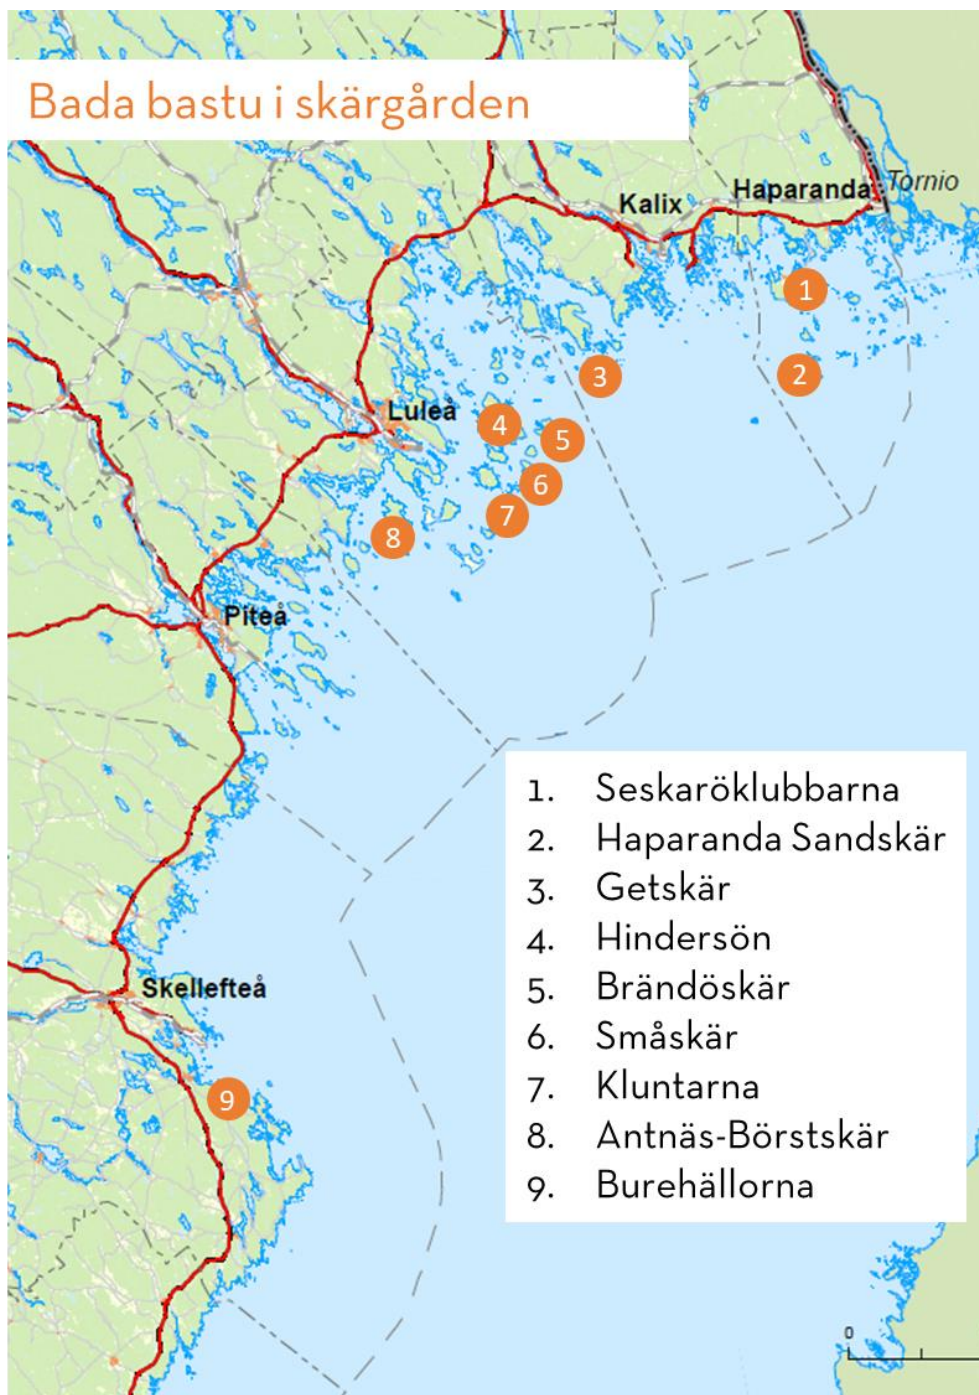 Bada bastu i skärgården
Tornio
Haparanda
Kalix
1
2
3
Luleå
4
5
6
7
8
Piteå
1. Seskaröklubbarna
2. Haparanda Sandskär
3. Getskär
4. Hindersön
5. Brändöskär
6. Småskär
7. Kluntarna
8. Antnäs-Börstskär
9. Burehällorna
Skellefteå
9
0